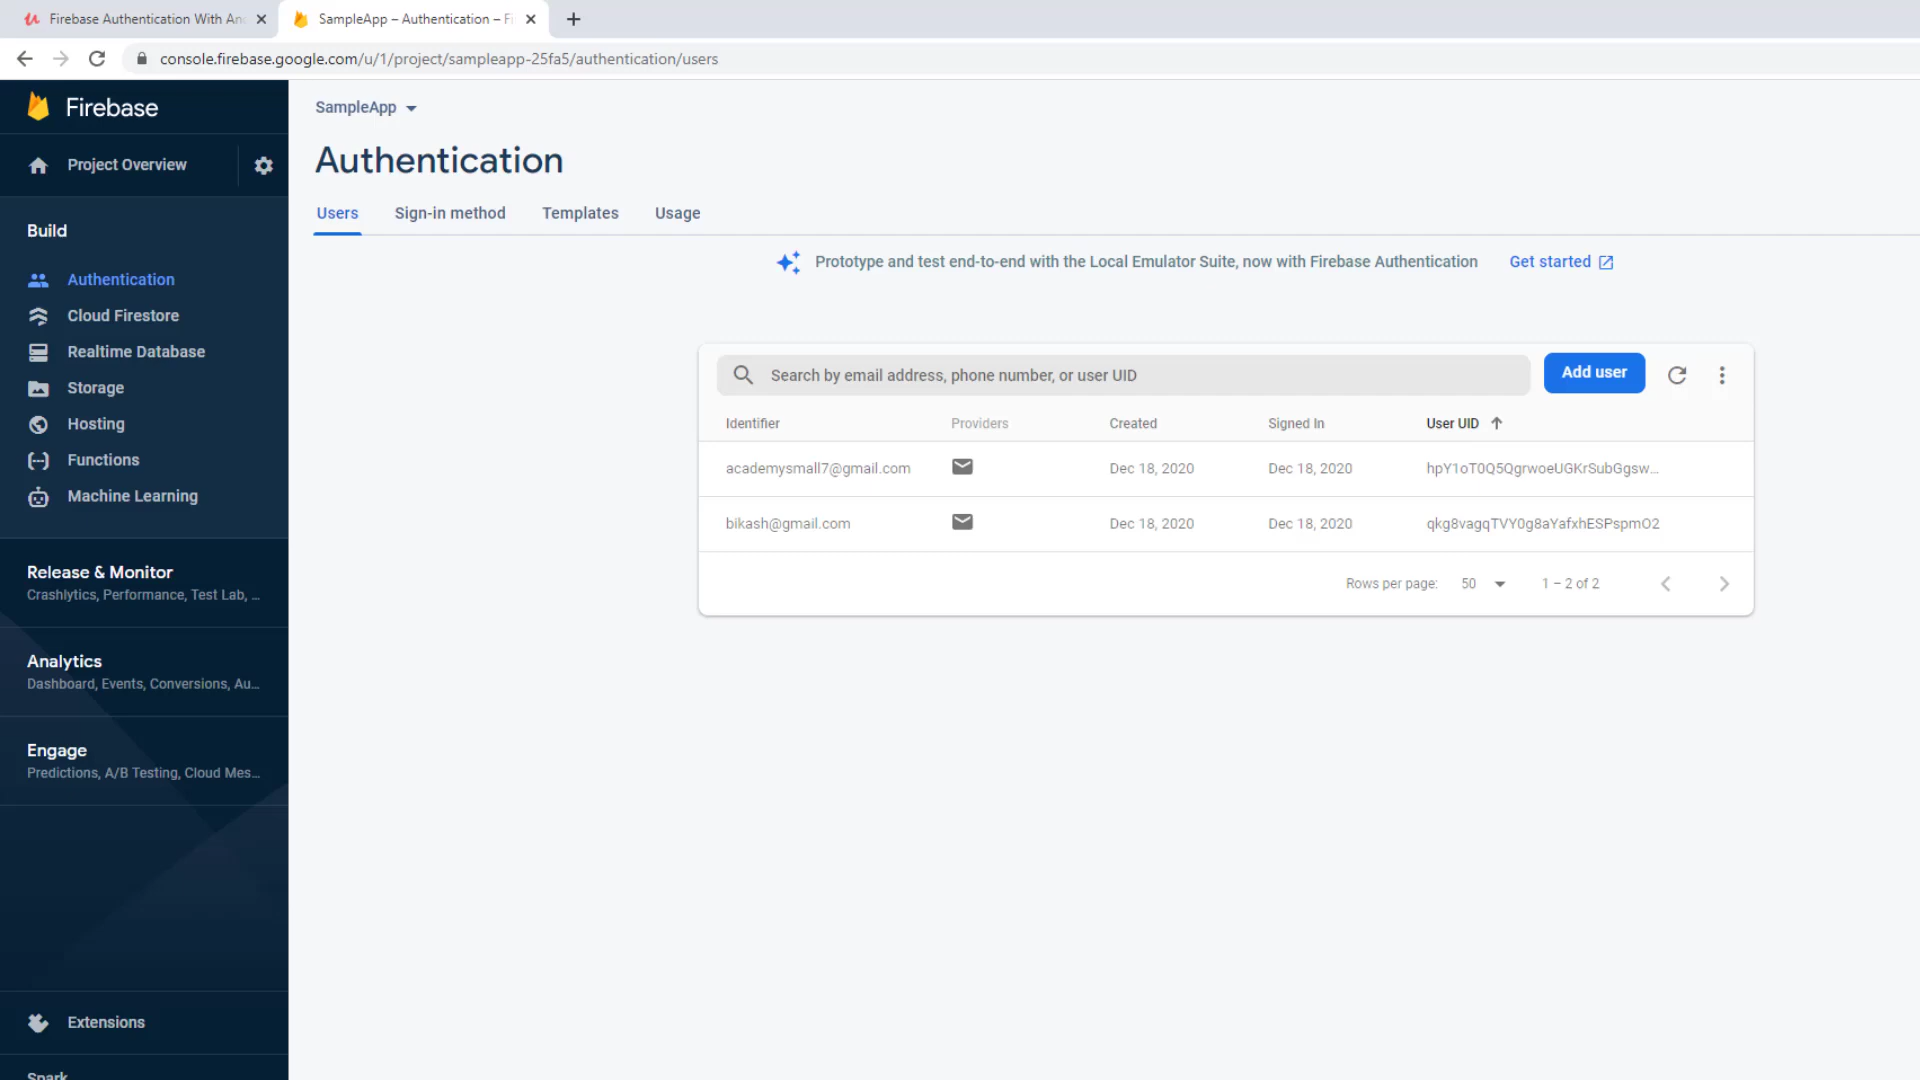 Firebase Authentication With An
SampleApp – Authentication – Fi
console.firebase.google.com/u/1/project/sampleapp-25fa5/authentication/users
Firebase
Project Overview
Build
Authentication
Cloud Firestore
Realtime Database
Storage
Hosting
Functions
Machine Learning
Release & Monitor
Crashlytics, Performance, Test Lab, ...
Analytics
Dashboard, Events, Conversions, Au...
Engage
Predictions, A/B Testing, Cloud Mes...
Extensions
Spark
SampleApp
Authentication
Users Sign-in method Templates Usage
Prototype and test end-to-end with the Local Emulator Suite, now with Firebase Authentication Get started
Search by email address, phone number, or user UID Add user
Identifier Providers Created Signed In User UID
academysmall7@gmail.com Dec 18, 2020 Dec 18, 2020 hpY1oT0Q5QgrwoeUGKrSubGgsw...
bikash@gmail.com Dec 18, 2020 Dec 18, 2020 qkg8vagqTVY0g8aYafxhESPspmO2
Rows per page: 50 1 – 2 of 2